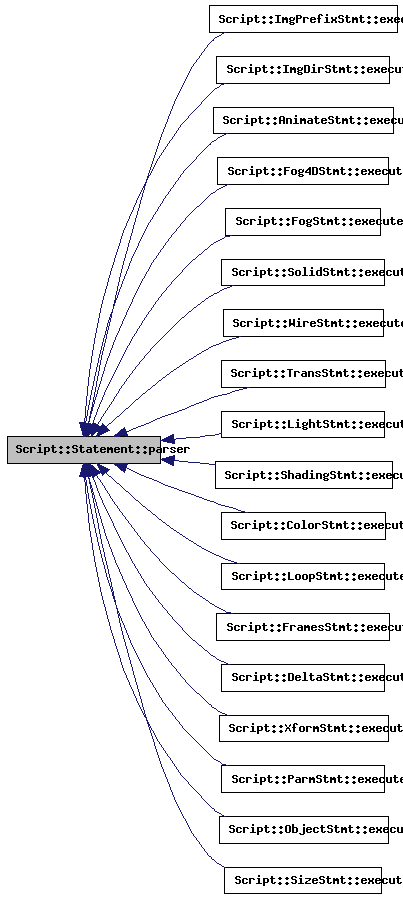 Script::ImgPrefixStmt::exec
Script::ImgDirStmt::execut
Script::AnimateStmt::execu
Script::Fog4DStmt::execut
Script::FogStmt::execute
Script::SolidStmt::execut
Script::WireStmt::execute
Script::TransStmt::execut
Script::LightStmt::execut
Script::Statement::parser
Script::ShadingStmt::execu
Script::ColorStmt::execut
Script::LoopStmt::execute
Script::FramesStmt::execut
Script::DeltaStmt::execut
Script::XformStmt::execut
Script::ParmStmt::execute
Script::ObjectStmt::execu
Script::SizeStmt::execut